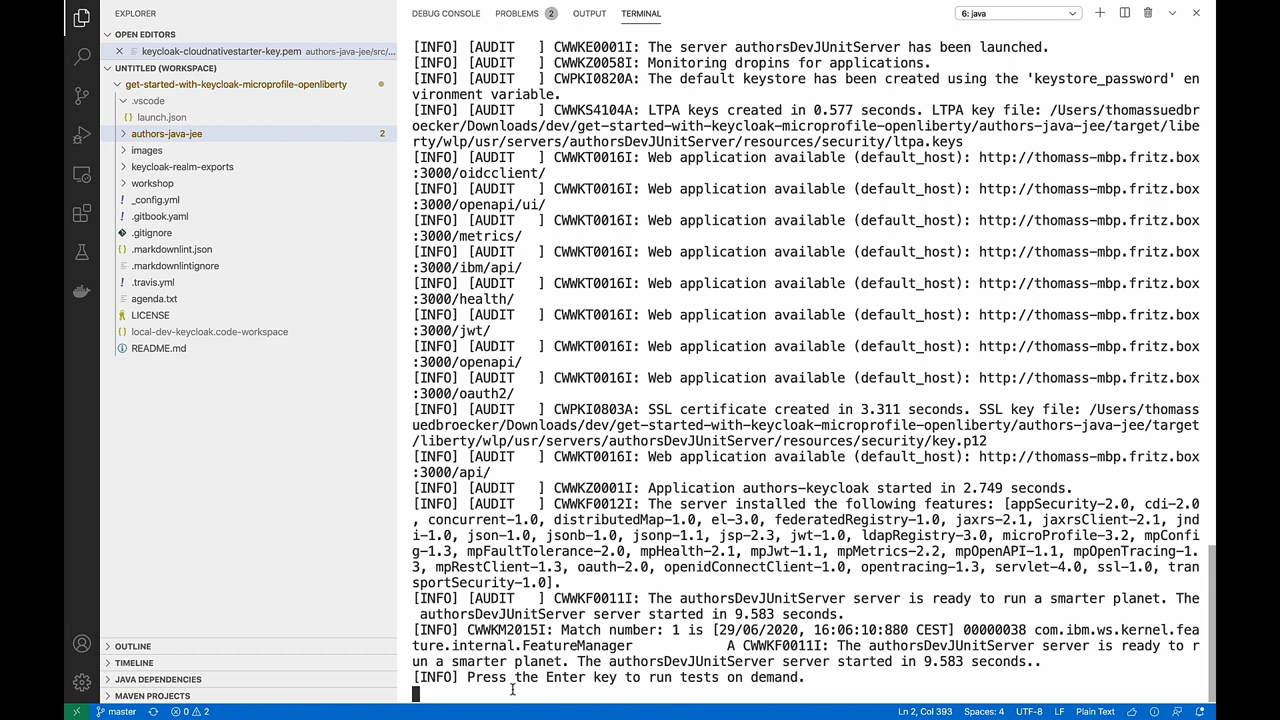 EXPLORER
OPEN EDITORS
keycloak-cloudnativestarter-key.pem authors-java-jee/src/...
UNTITLED (WORKSPACE)
get-started-with-keycloak-microprofile-openliberty
.vscode
launch.json
authors-java-jee 2
images
keycloak-realm-exports
workshop
_config.yml
.gitbook.yaml
.gitignore
.markdownlint.json
.markdownlintignore
.travis.yml
agenda.txt
LICENSE
local-dev-keycloak.code-workspace
README.md
OUTLINE
TIMELINE
JAVA DEPENDENCIES
MAVEN PROJECTS
DEBUG CONSOLE PROBLEMS 2 OUTPUT TERMINAL 6: java
[INFO] [AUDIT   ] CWWKE0001I: The server authorsDevJUnitServer has been launched.
[INFO] [AUDIT   ] CWWKZ0058I: Monitoring dropins for applications.
[INFO] [AUDIT   ] CWPKI0820A: The default keystore has been created using the 'keystore_password' en
vironment variable.
[INFO] [AUDIT   ] CWWKS4104A: LTPA keys created in 0.577 seconds. LTPA key file: /Users/thomassuedbr
oecker/Downloads/dev/get-started-with-keycloak-microprofile-openliberty/authors-java-jee/target/libe
rty/wlp/usr/servers/authorsDevJUnitServer/resources/security/ltpa.keys
[INFO] [AUDIT   ] CWWKT0016I: Web application available (default_host): http://thomass-mbp.fritz.box
:3000/oidcclient/
[INFO] [AUDIT   ] CWWKT0016I: Web application available (default_host): http://thomass-mbp.fritz.box
:3000/openapi/ui/
[INFO] [AUDIT   ] CWWKT0016I: Web application available (default_host): http://thomass-mbp.fritz.box
:3000/metrics/
[INFO] [AUDIT   ] CWWKT0016I: Web application available (default_host): http://thomass-mbp.fritz.box
:3000/ibm/api/
[INFO] [AUDIT   ] CWWKT0016I: Web application available (default_host): http://thomass-mbp.fritz.box
:3000/health/
[INFO] [AUDIT   ] CWWKT0016I: Web application available (default_host): http://thomass-mbp.fritz.box
:3000/jwt/
[INFO] [AUDIT   ] CWWKT0016I: Web application available (default_host): http://thomass-mbp.fritz.box
:3000/openapi/
[INFO] [AUDIT   ] CWWKT0016I: Web application available (default_host): http://thomass-mbp.fritz.box
:3000/oauth2/
[INFO] [AUDIT   ] CWPKI0803A: SSL certificate created in 3.311 seconds. SSL key file: /Users/thomass
uedbroecker/Downloads/dev/get-started-with-keycloak-microprofile-openliberty/authors-java-jee/target
/liberty/wlp/usr/servers/authorsDevJUnitServer/resources/security/key.p12
[INFO] [AUDIT   ] CWWKT0016I: Web application available (default_host): http://thomass-mbp.fritz.box
:3000/api/
[INFO] [AUDIT   ] CWWKZ0001I: Application authors-keycloak started in 2.749 seconds.
[INFO] [AUDIT   ] CWWKF0012I: The server installed the following features: [appSecurity-2.0, cdi-2.0
, concurrent-1.0, distributedMap-1.0, el-3.0, federatedRegistry-1.0, jaxrs-2.1, jaxrsClient-2.1, jnd
i-1.0, json-1.0, jsonb-1.0, jsonp-1.1, jsp-2.3, jwt-1.0, ldapRegistry-3.0, microProfile-3.2, mpConfi
g-1.3, mpFaultTolerance-2.0, mpHealth-2.1, mpJwt-1.1, mpMetrics-2.2, mpOpenAPI-1.1, mpOpenTracing-1.
3, mpRestClient-1.3, oauth-2.0, openidConnectClient-1.0, opentracing-1.3, servlet-4.0, ssl-1.0, tran
sportSecurity-1.0].
[INFO] [AUDIT   ] CWWKF0011I: The authorsDevJUnitServer server is ready to run a smarter planet. The
 authorsDevJUnitServer server started in 9.583 seconds.
[INFO] CWWKM2015I: Match number: 1 is [29/06/2020, 16:06:10:880 CEST] 00000038 com.ibm.ws.kernel.fea
ture.internal.FeatureManager            A CWWKF0011I: The authorsDevJUnitServer server is ready to r
un a smarter planet. The authorsDevJUnitServer server started in 9.583 seconds..
[INFO] Press the Enter key to run tests on demand.
master 0 2 Ln 2, Col 393 Spaces: 4 UTF-8 LF Plain Text